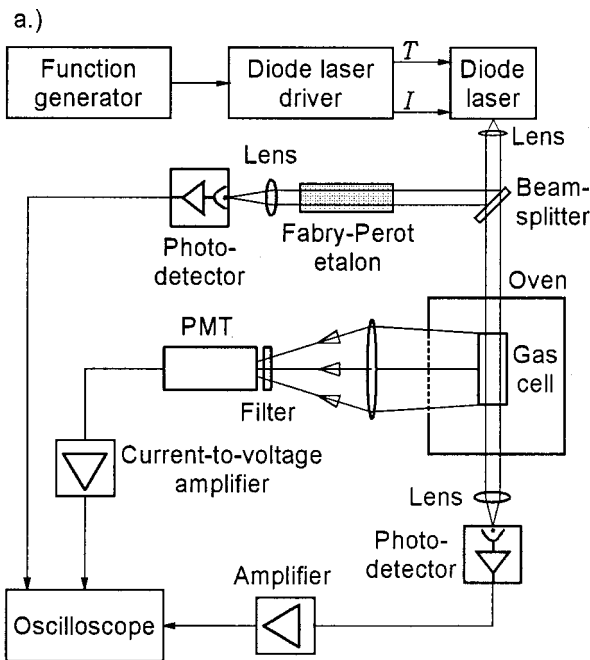 a.)
Function
generator
Diode laser
driver
T
I
Diode
laser
Lens
Lens
Beam-
splitter
Photo-
detector
Fabry-Perot
etalon
Oven
PMT
Gas
cell
Filter
Current-to-voltage
amplifier
Lens
Photo-
detector
Amplifier
Oscilloscope